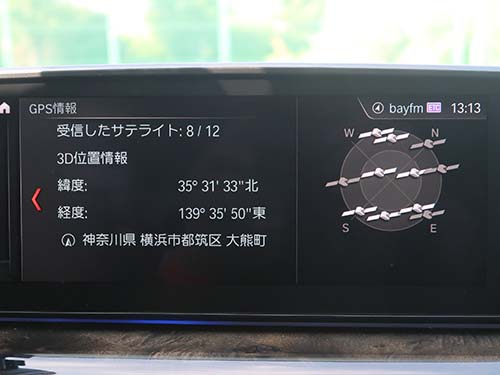 GPS情報
bayfm ETC 13:13
受信したサテライト: 8 / 12
3D位置情報
緯度: 35° 31' 33"北
経度: 139° 35' 50"東
神奈川県 横浜市都筑区 大熊町
W N
S E